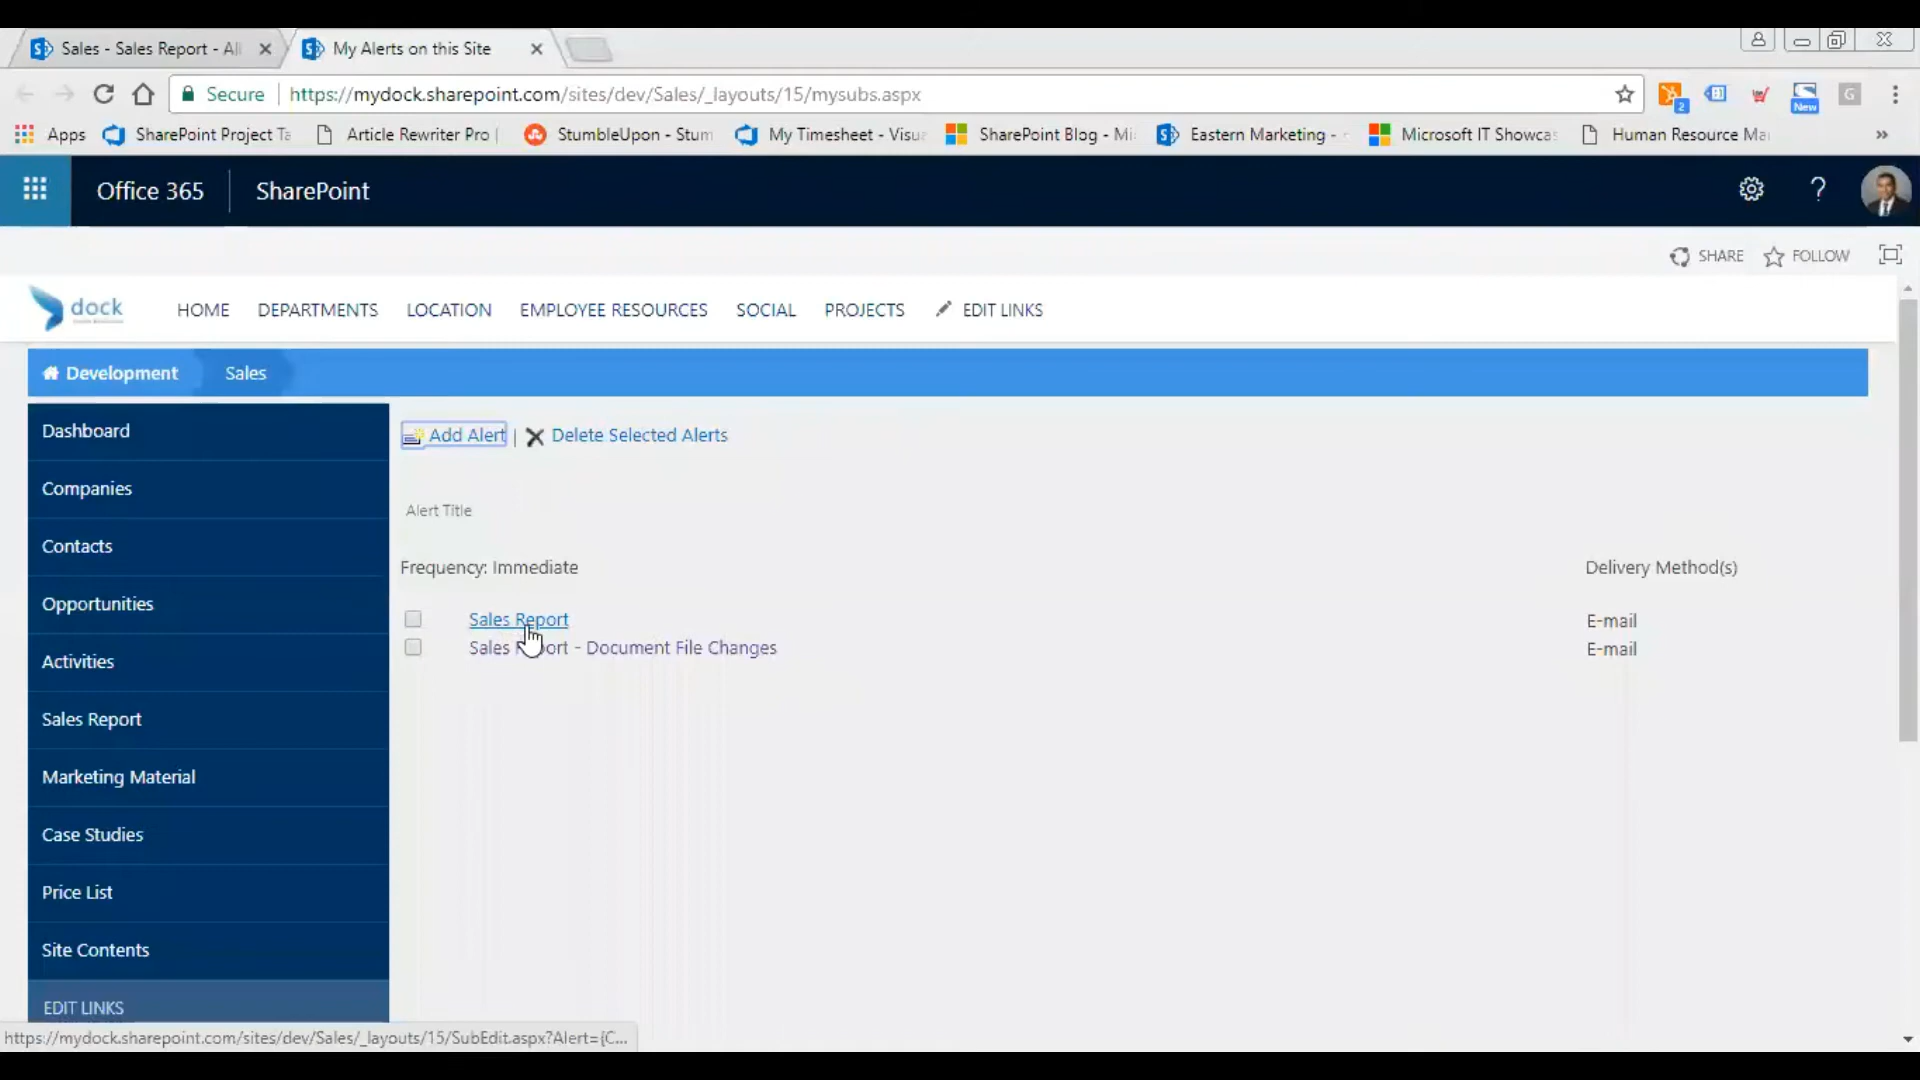 Sales - Sales Report - Al
My Alerts on this Site
Secure
https://mydock.sharepoint.com/sites/dev/Sales/_layouts/15/mysubs.aspx
2
New
G
Apps
SharePoint Project Ta
Article Rewriter Pro |
StumbleUpon - Stum
My Timesheet - Visua
SharePoint Blog - Mi
Eastern Marketing -
Microsoft IT Showcas
Human Resource Ma
»
Office 365
SharePoint
?
SHARE
FOLLOW
dock
HOME
DEPARTMENTS
LOCATION
EMPLOYEE RESOURCES
SOCIAL
PROJECTS
EDIT LINKS
Development
Sales
Dashboard
Companies
Contacts
Opportunities
Activities
Sales Report
Marketing Material
Case Studies
Price List
Site Contents
EDIT LINKS
Add Alert | Delete Selected Alerts
Alert Title
Frequency: Immediate
Delivery Method(s)
Sales Report
E-mail
Sales Report - Document File Changes
E-mail
https://mydock.sharepoint.com/sites/dev/Sales/_layouts/15/SubEdit.aspx?Alert={C...